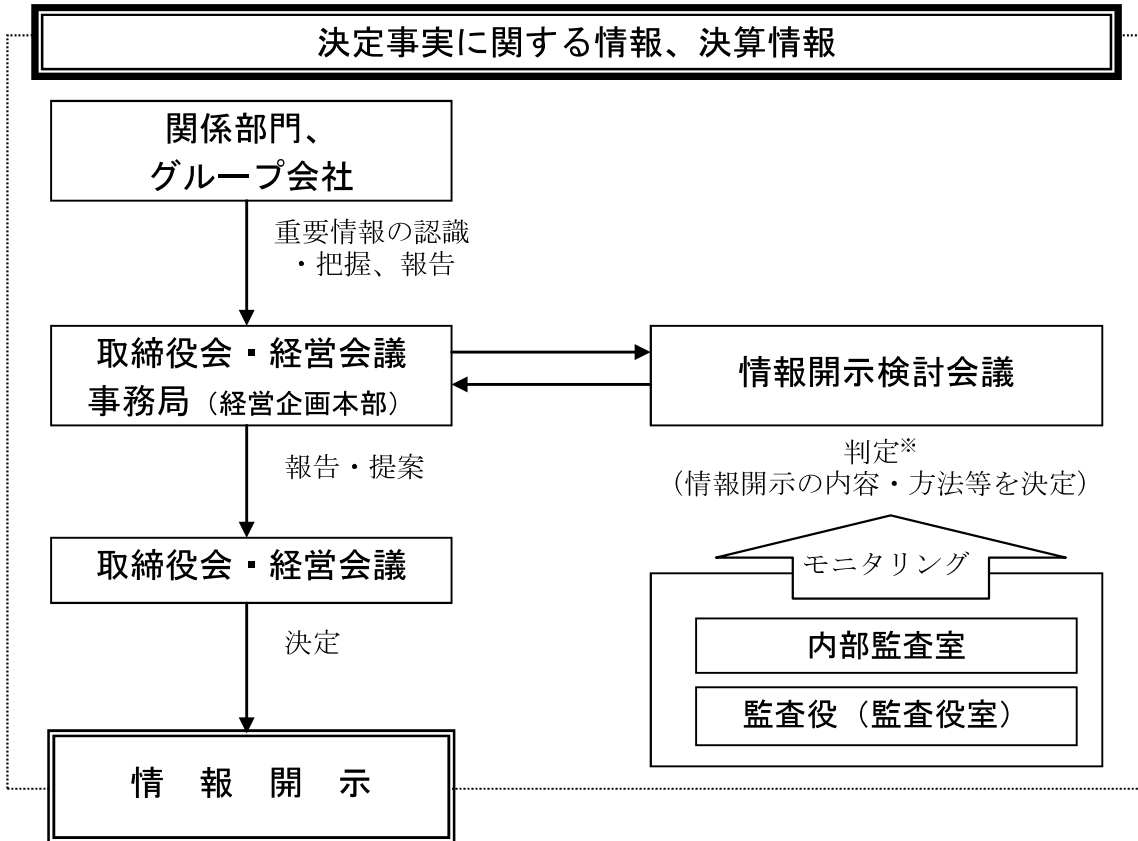 決定事実に関する情報、決算情報
関係部門、
グループ会社
重要情報の認識
・把握、報告
取締役会・経営会議
事務局（経営企画本部）
情報開示検討会議
判定※
（情報開示の内容・方法等を決定）
報告・提案
取締役会・経営会議
モニタリング
内部監査室
監査役（監査役室）
決定
情　報　開　示